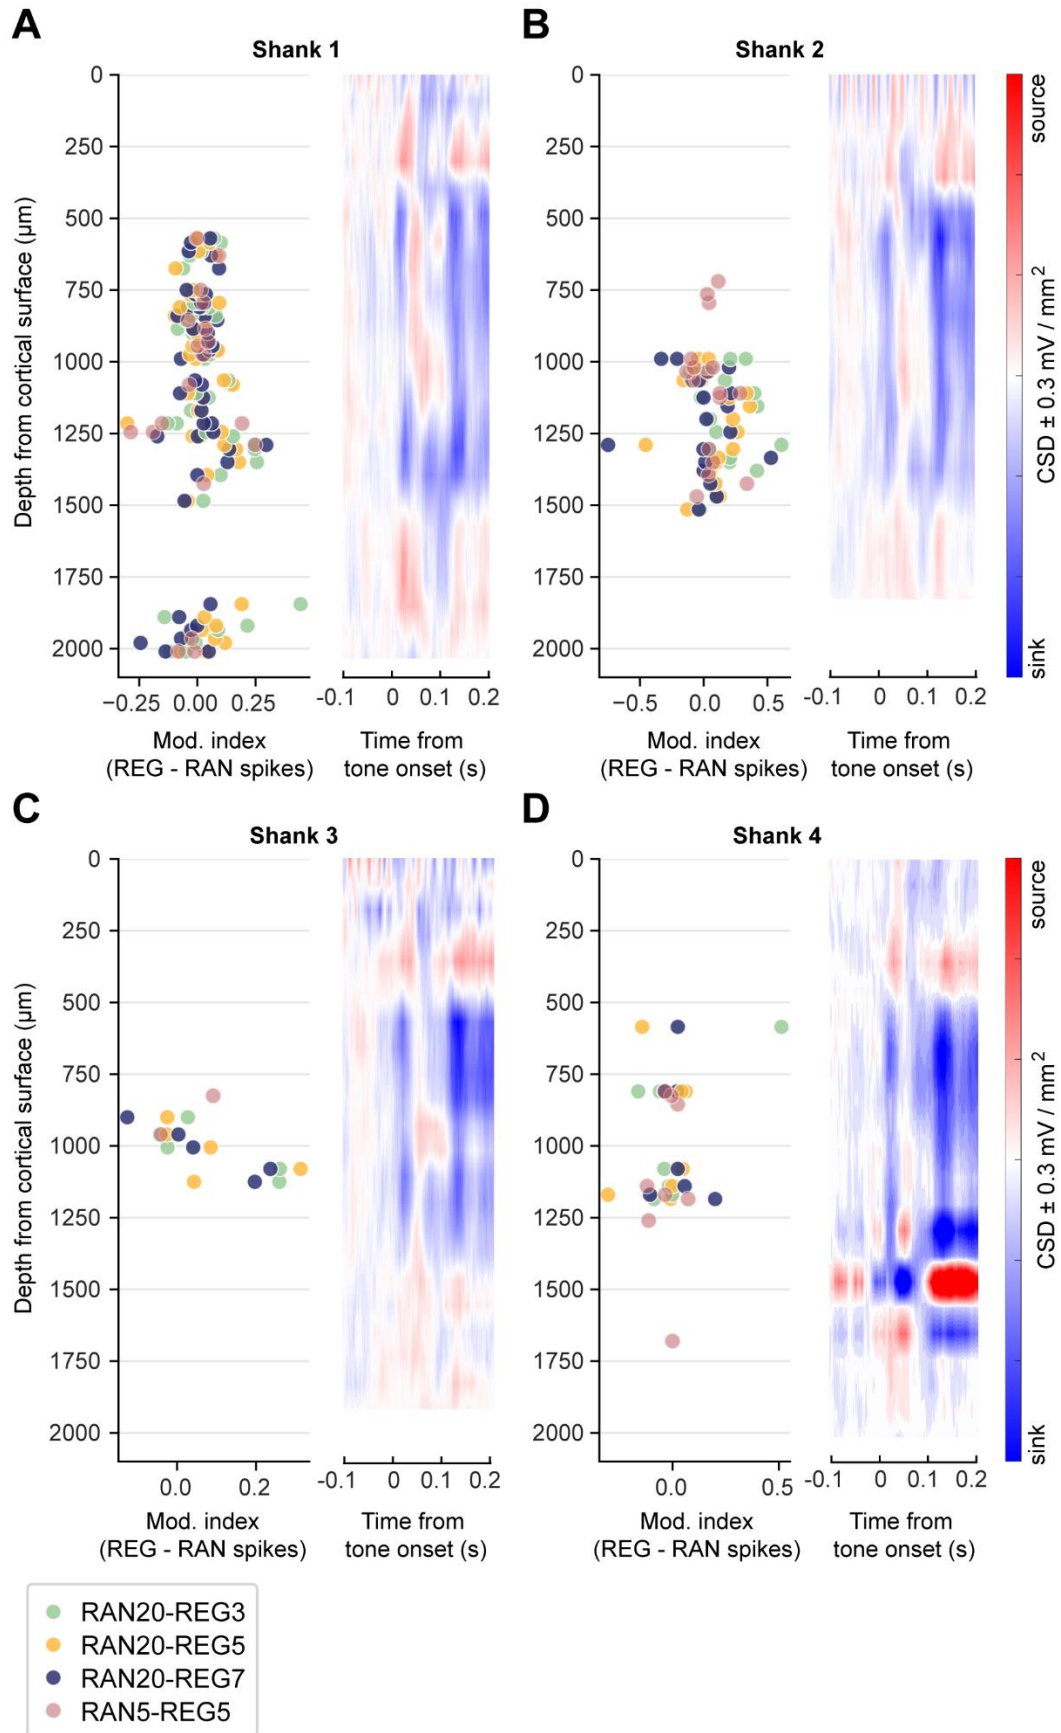 A
Shank 1
Depth from cortical surface (µm)
0
250
500
750
1000
1250
1500
1750
2000
−0.25 0.00 0.25
Mod. index
(REG - RAN spikes)
-0.1 0 0.1 0.2
Time from
tone onset (s)
B
Shank 2
0
250
500
750
1000
1250
1500
1750
2000
−0.5 0.0 0.5
Mod. index
(REG - RAN spikes)
-0.1 0 0.1 0.2
Time from
tone onset (s)
source
CSD ± 0.3 mV / mm²
sink
C
Shank 3
Depth from cortical surface (µm)
0
250
500
750
1000
1250
1500
1750
2000
0.0 0.2
Mod. index
(REG - RAN spikes)
-0.1 0 0.1 0.2
Time from
tone onset (s)
D
Shank 4
0
250
500
750
1000
1250
1500
1750
2000
0.0 0.5
Mod. index
(REG - RAN spikes)
-0.1 0 0.1 0.2
Time from
tone onset (s)
source
CSD ± 0.3 mV / mm²
sink
RAN20-REG3
RAN20-REG5
RAN20-REG7
RAN5-REG5